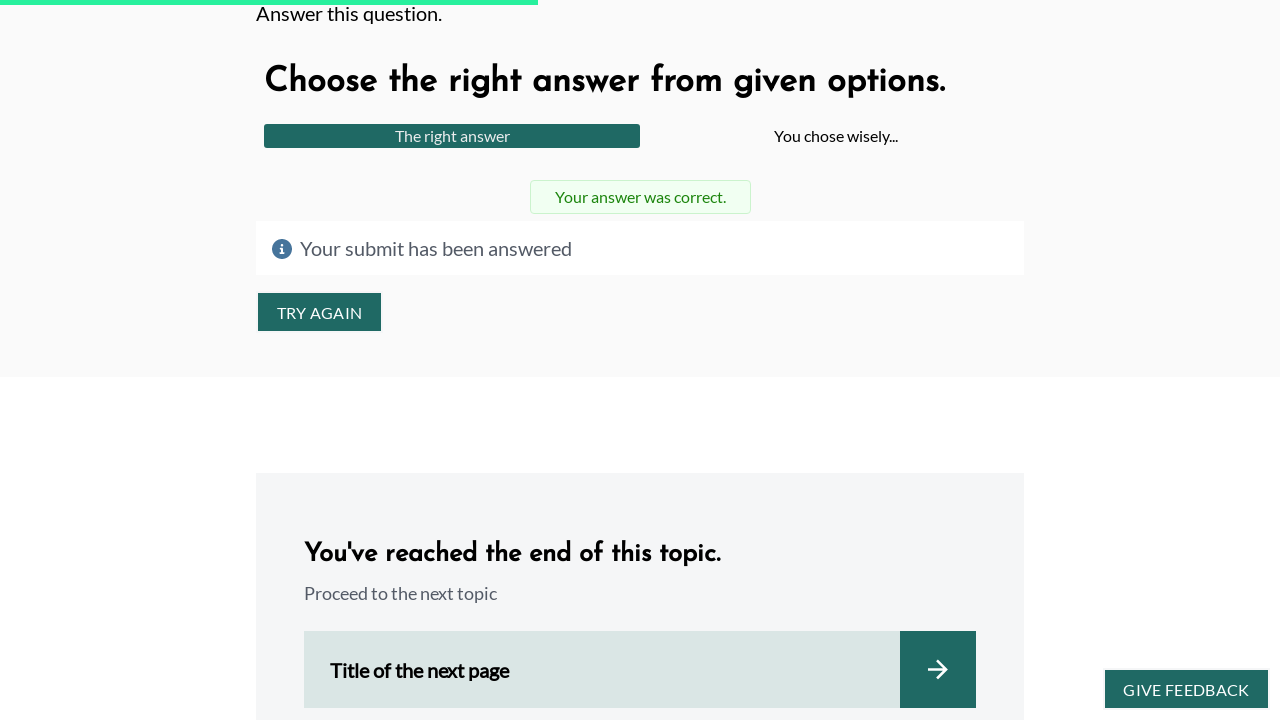 Answer this question.
Choose the right answer from given options.
The right answer
You chose wisely...
Your answer was correct.
Your submit has been answered
TRY AGAIN
You've reached the end of this topic.
Proceed to the next topic
Title of the next page
GIVE FEEDBACK